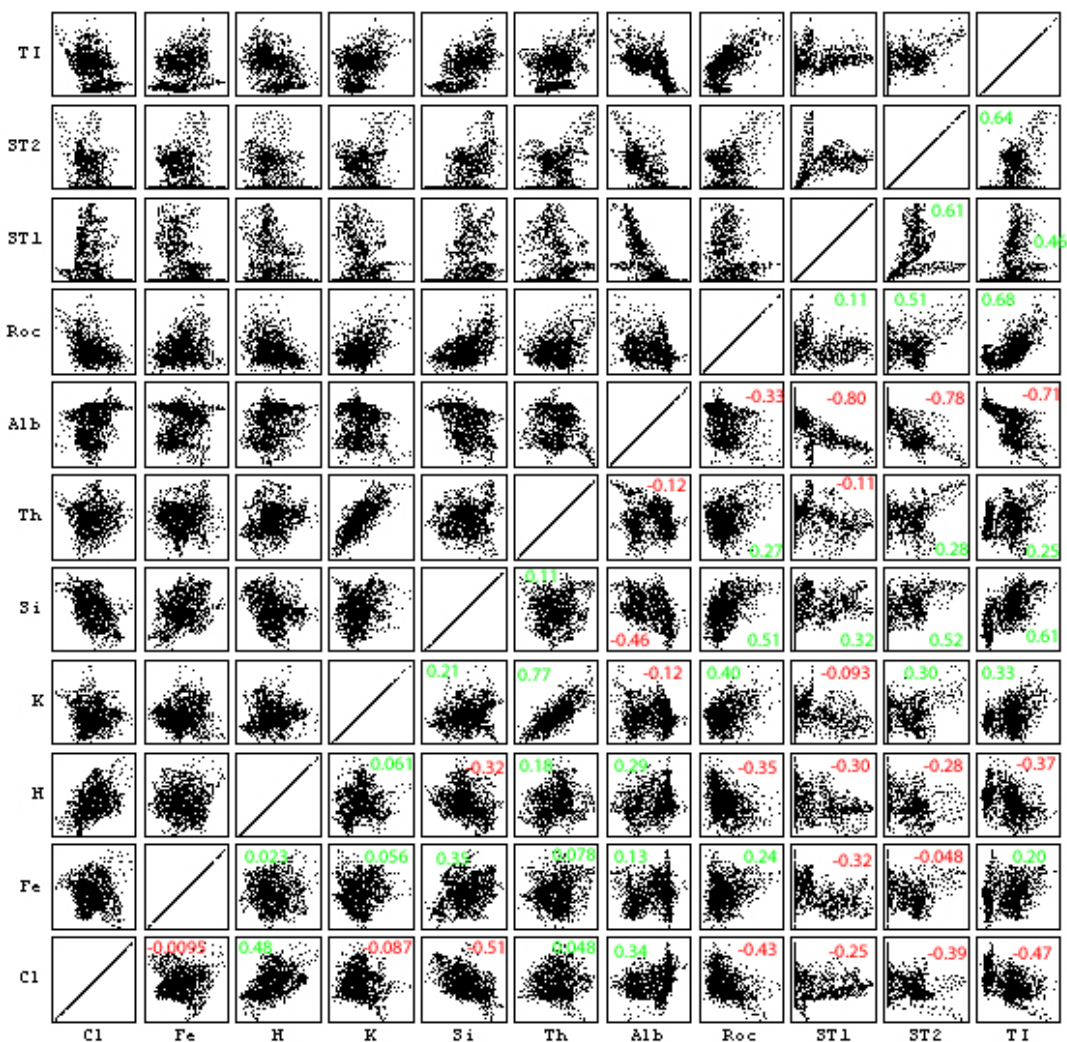 TI
ST2 0.64
ST1 0.61 0.46
Roc 0.11 0.51 0.68
Alb -0.33 -0.80 -0.78 -0.71
Th -0.12 0.27 -0.11 0.28 0.25
Si 0.11 -0.46 0.51 0.32 0.52 0.61
K 0.21 0.77 -0.12 0.40 -0.093 0.30 0.33
H 0.061 -0.32 0.18 0.29 -0.35 -0.30 -0.28 -0.37
Fe 0.023 0.056 0.35 0.078 0.13 0.24 -0.32 -0.048 0.20
Cl -0.0095 0.48 -0.087 -0.51 0.048 0.34 -0.43 -0.25 -0.39 -0.47
Cl Fe H K Si Th Alb Roc ST1 ST2 TI